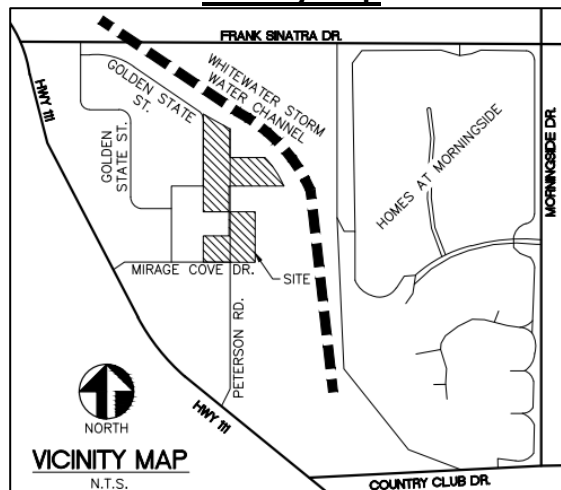 FRANK SINATRA DR.
HWY 111
GOLDEN STATE
ST.
WHITEWATER STORM
WATER CHANNEL
GOLDEN
STATE ST.
HOMES AT MORNINGSIDE
MORNINGSIDE DR.
MIRAGE COVE DR.
SITE
PETERSON RD.
HWY 111
NORTH
VICINITY MAP
N.T.S.
COUNTRY CLUB DR.